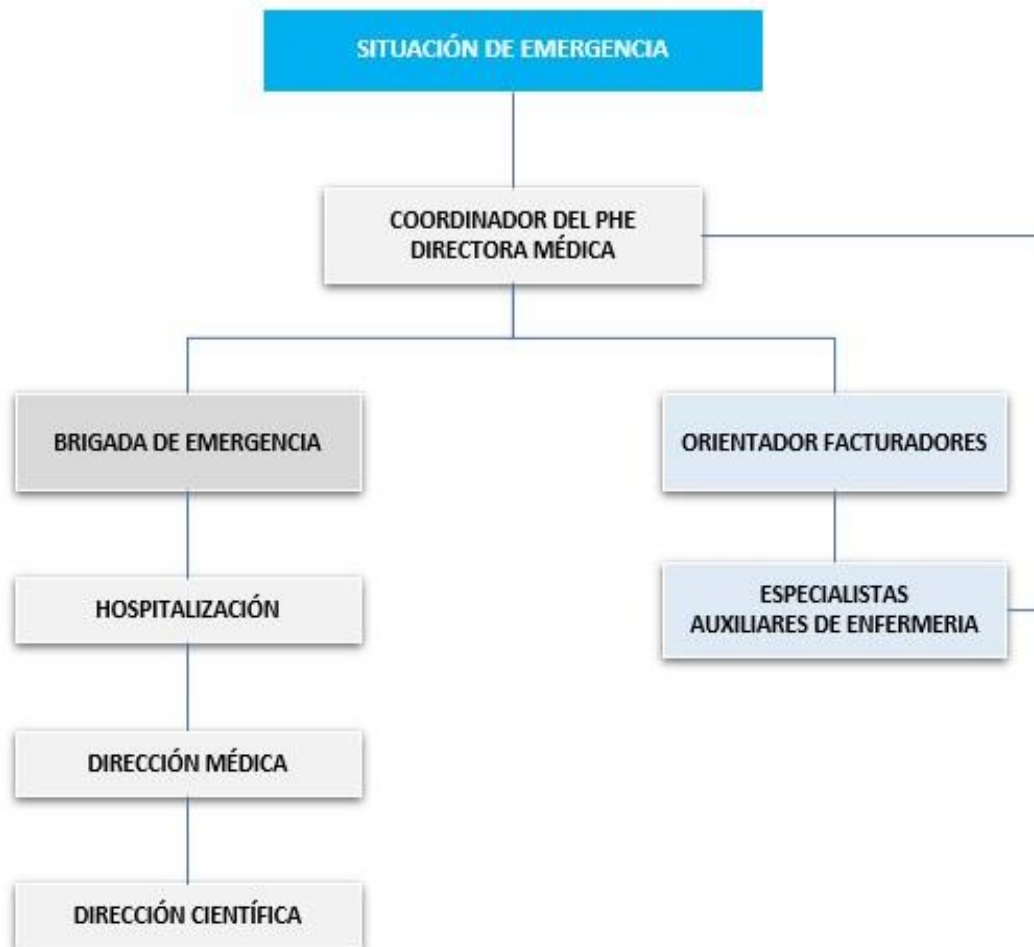 SITUACIÓN DE EMERGENCIA
COORDINADOR DEL PHE
DIRECTORA MÉDICA
BRIGADA DE EMERGENCIA
ORIENTADOR FACTURADORES
HOSPITALIZACIÓN
ESPECIALISTAS
AUXILIARES DE ENFERMERIA
DIRECCIÓN MÉDICA
DIRECCIÓN CIENTÍFICA